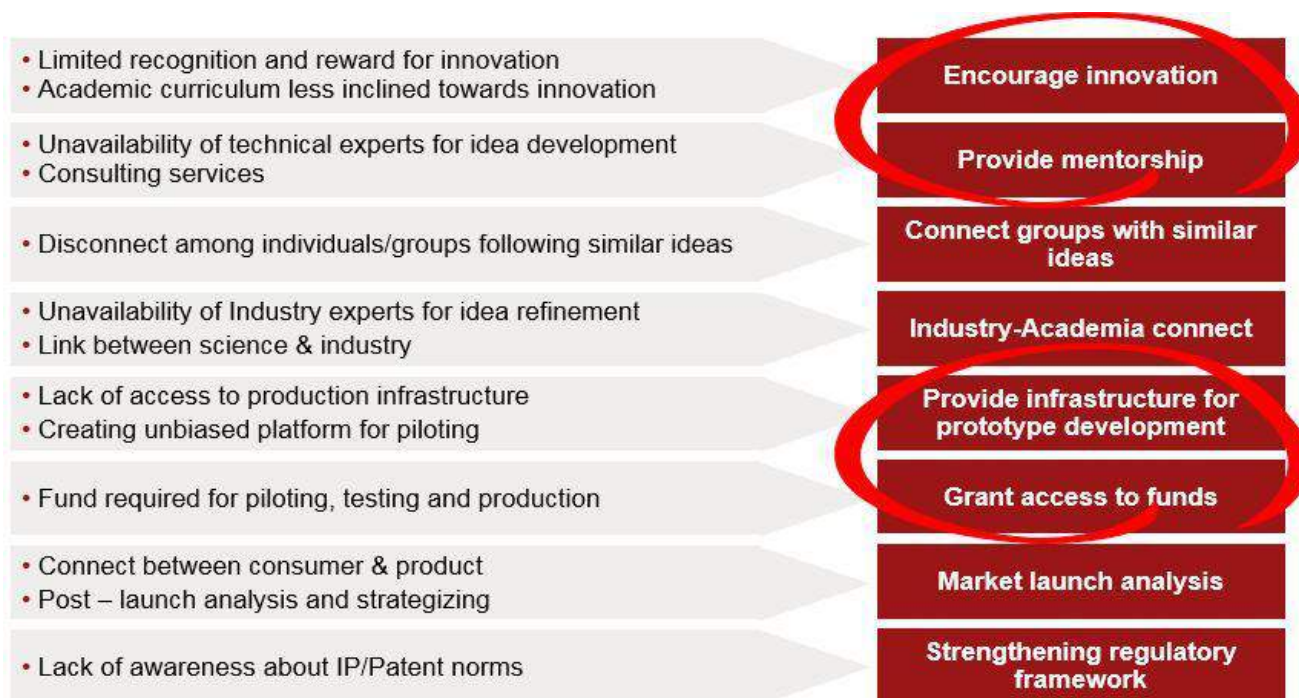 • Limited recognition and reward for innovation
• Academic curriculum less inclined towards innovation
Encourage innovation
• Unavailability of technical experts for idea development
• Consulting services
Provide mentorship
• Disconnect among individuals/groups following similar ideas
Connect groups with similar
ideas
• Unavailability of Industry experts for idea refinement
• Link between science & industry
Industry-Academia connect
• Lack of access to production infrastructure
• Creating unbiased platform for piloting
Provide infrastructure for
prototype development
• Fund required for piloting, testing and production
Grant access to funds
• Connect between consumer & product
• Post – launch analysis and strategizing
Market launch analysis
• Lack of awareness about IP/Patent norms
Strengthening regulatory
framework